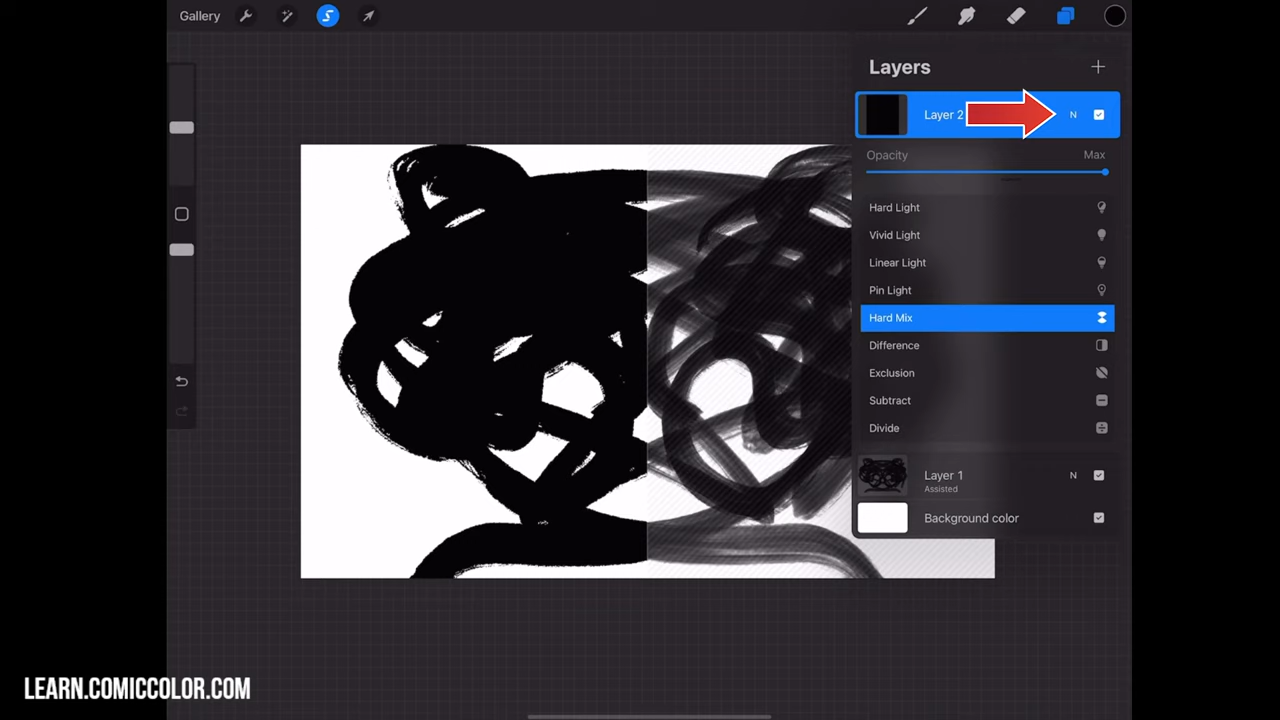 Gallery
Layers
Layer 2 N
Opacity Max
Hard Light
Vivid Light
Linear Light
Pin Light
Hard Mix
Difference
Exclusion
Subtract
Divide
Layer 1 N
Assisted
Background color
LEARN.COMICCOLOR.COM